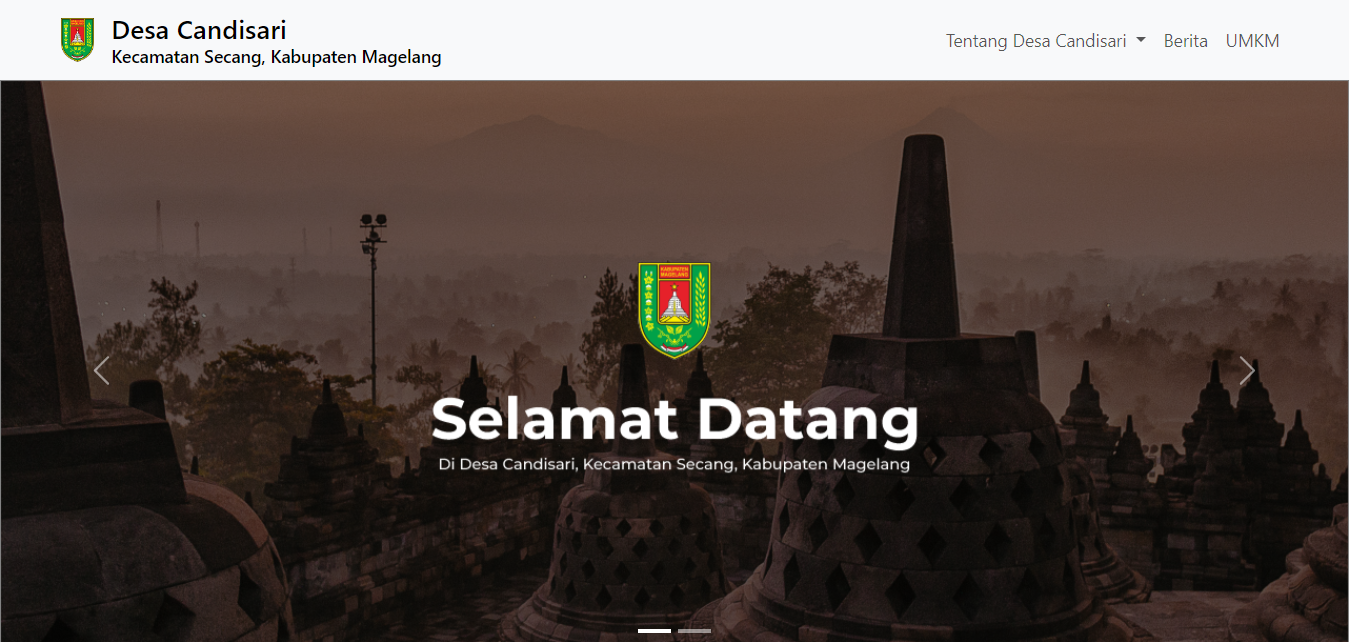 Desa Candisari
Kecamatan Secang, Kabupaten Magelang
Tentang Desa Candisari
Berita
UMKM
KABUPATEN
MAGELANG
Selamat Datang
Di Desa Candisari, Kecamatan Secang, Kabupaten Magelang